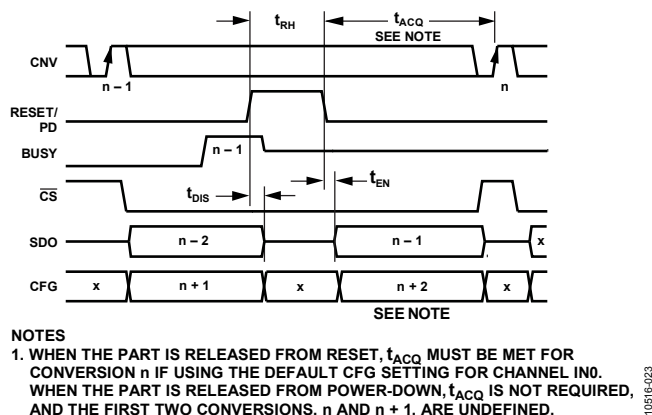 tRH
tACQ
SEE NOTE
CNV
n – 1
n
RESET/
PD
BUSY
n – 1
CS
tDIS
tEN
SDO
n – 2
n – 1
x
CFG
x
n + 1
x
n + 2
x
SEE NOTE
NOTES
1. WHEN THE PART IS RELEASED FROM RESET, tACQ MUST BE MET FOR
CONVERSION n IF USING THE DEFAULT CFG SETTING FOR CHANNEL IN0.
WHEN THE PART IS RELEASED FROM POWER-DOWN, tACQ IS NOT REQUIRED,
AND THE FIRST TWO CONVERSIONS, n AND n + 1, ARE UNDEFINED.
10516-023